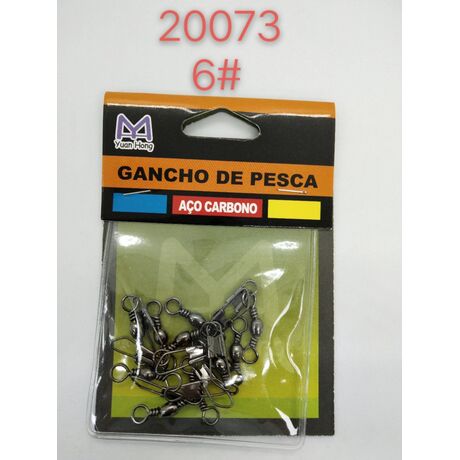 20073
6#
Yuan Hong
GANCHO DE PESCA
AÇO CARBONO